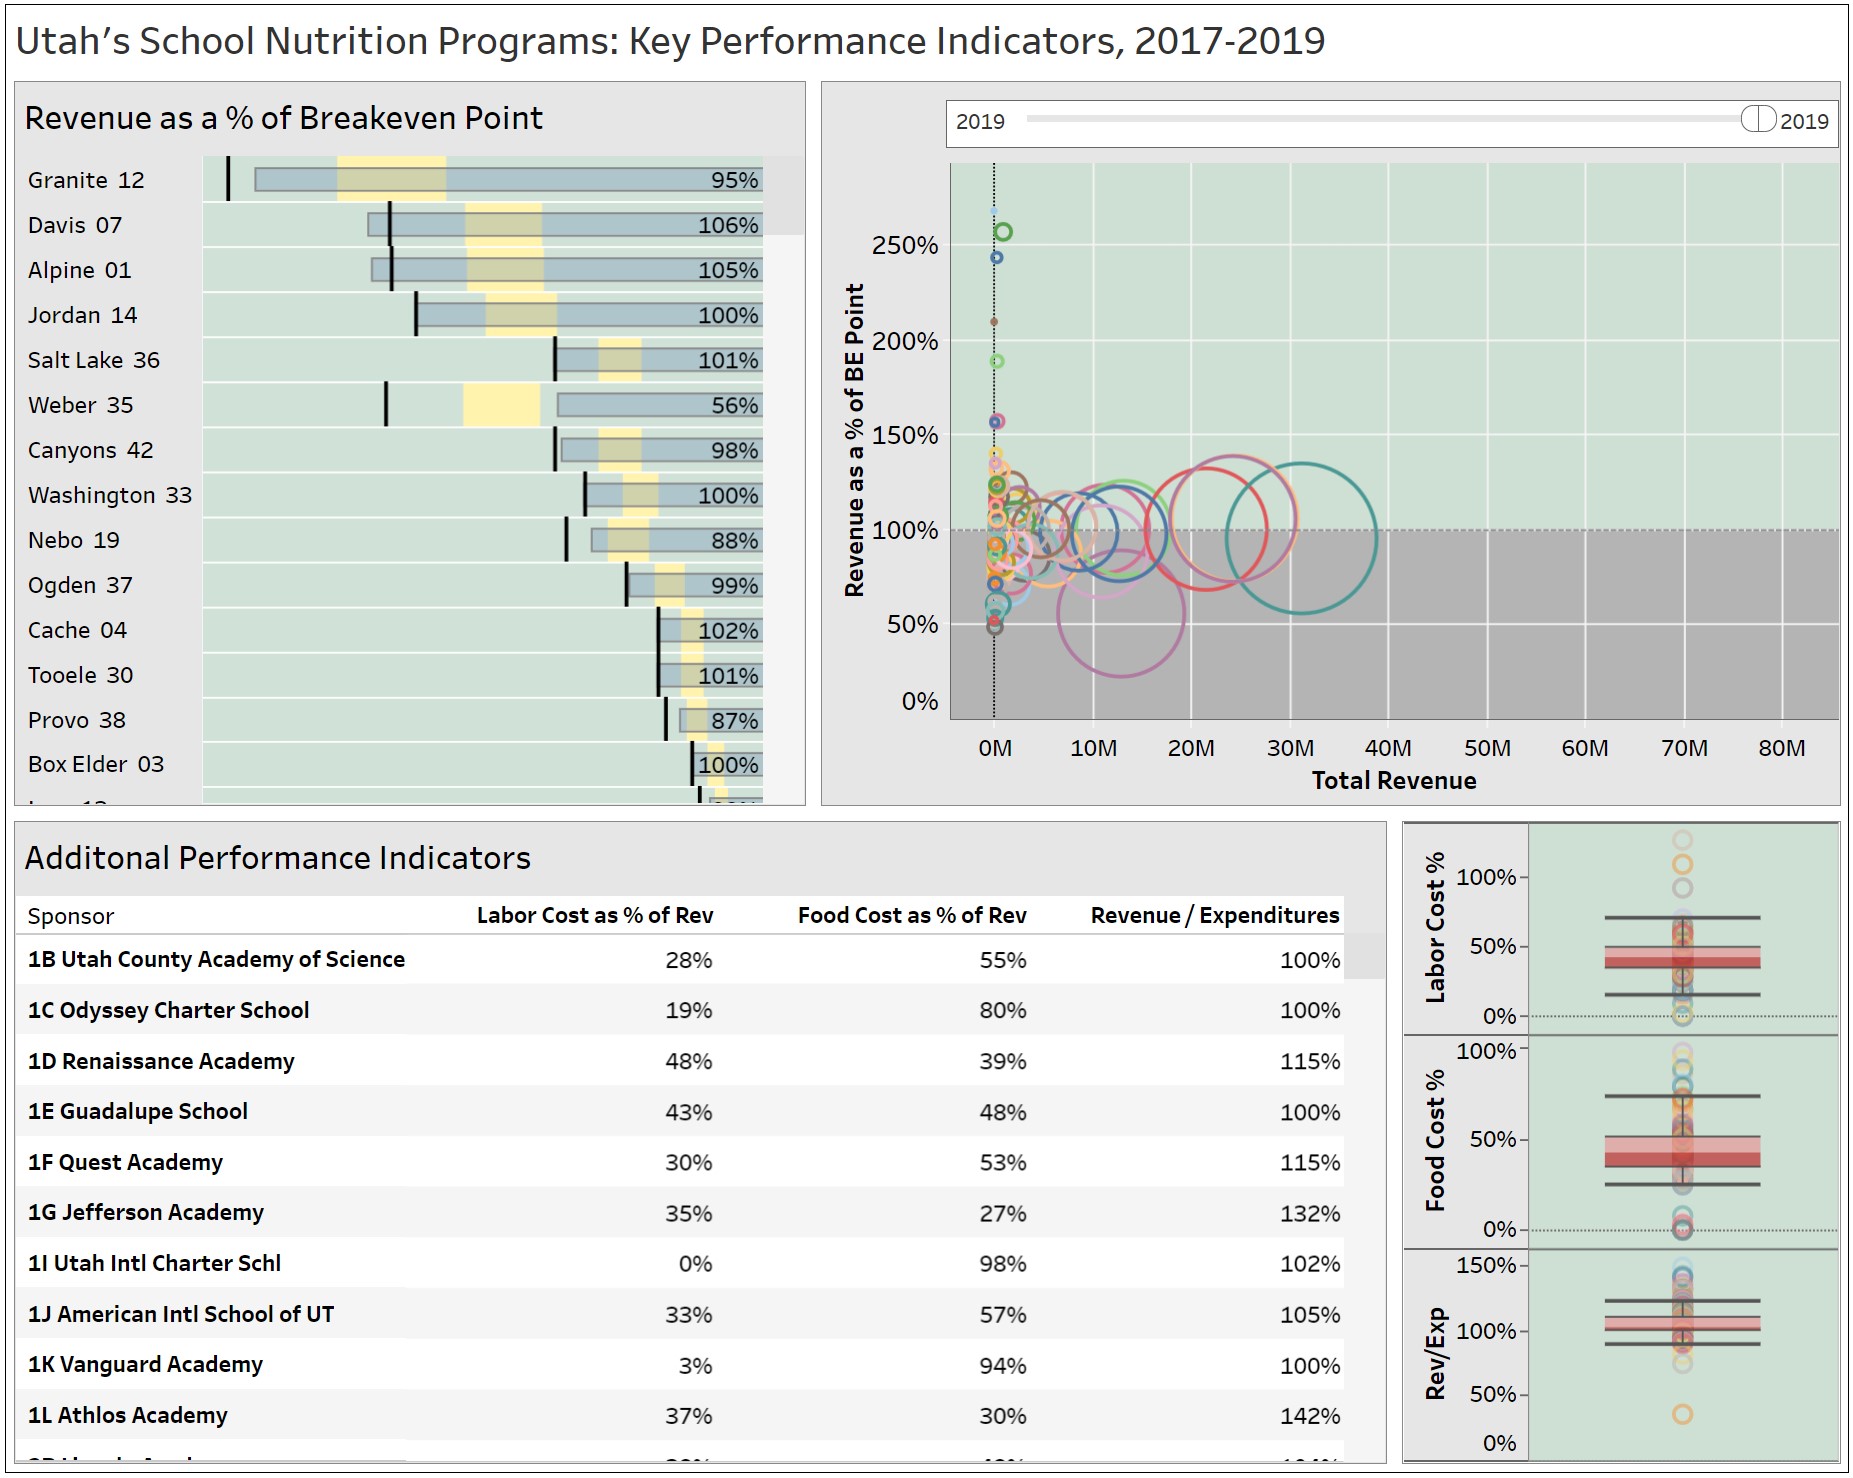 Utah's School Nutrition Programs: Key Performance Indicators, 2017-2019
Revenue as a % of Breakeven Point
Granite 12 95%
Davis 07 106%
Alpine 01 105%
Jordan 14 100%
Salt Lake 36 101%
Weber 35 56%
Canyons 42 98%
Washington 33 100%
Nebo 19 88%
Ogden 37 99%
Cache 04 102%
Tooele 30 101%
Provo 38 87%
Box Elder 03 100%
2019 2019
Revenue as a % of BE Point
250%
200%
150%
100%
50%
0%
0M 10M 20M 30M 40M 50M 60M 70M 80M
Total Revenue
Additonal Performance Indicators
Sponsor Labor Cost as % of Rev Food Cost as % of Rev Revenue / Expenditures
1B Utah County Academy of Science 28% 55% 100%
1C Odyssey Charter School 19% 80% 100%
1D Renaissance Academy 48% 39% 115%
1E Guadalupe School 43% 48% 100%
1F Quest Academy 30% 53% 115%
1G Jefferson Academy 35% 27% 132%
1I Utah Intl Charter Schl 0% 98% 102%
1J American Intl School of UT 33% 57% 105%
1K Vanguard Academy 3% 94% 100%
1L Athlos Academy 37% 30% 142%
Labor Cost %
100%
50%
0%
Food Cost %
100%
50%
0%
Rev/Exp
150%
100%
50%
0%